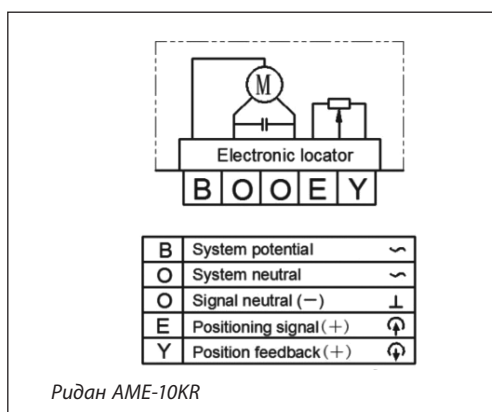 M
Electronic locator
B O O E Y
B System potential ∽
O System neutral ∽
O Signal neutral (—) ⊥
E Positioning signal (+)
Y Position feedback (+)
Ридан AME-10KR